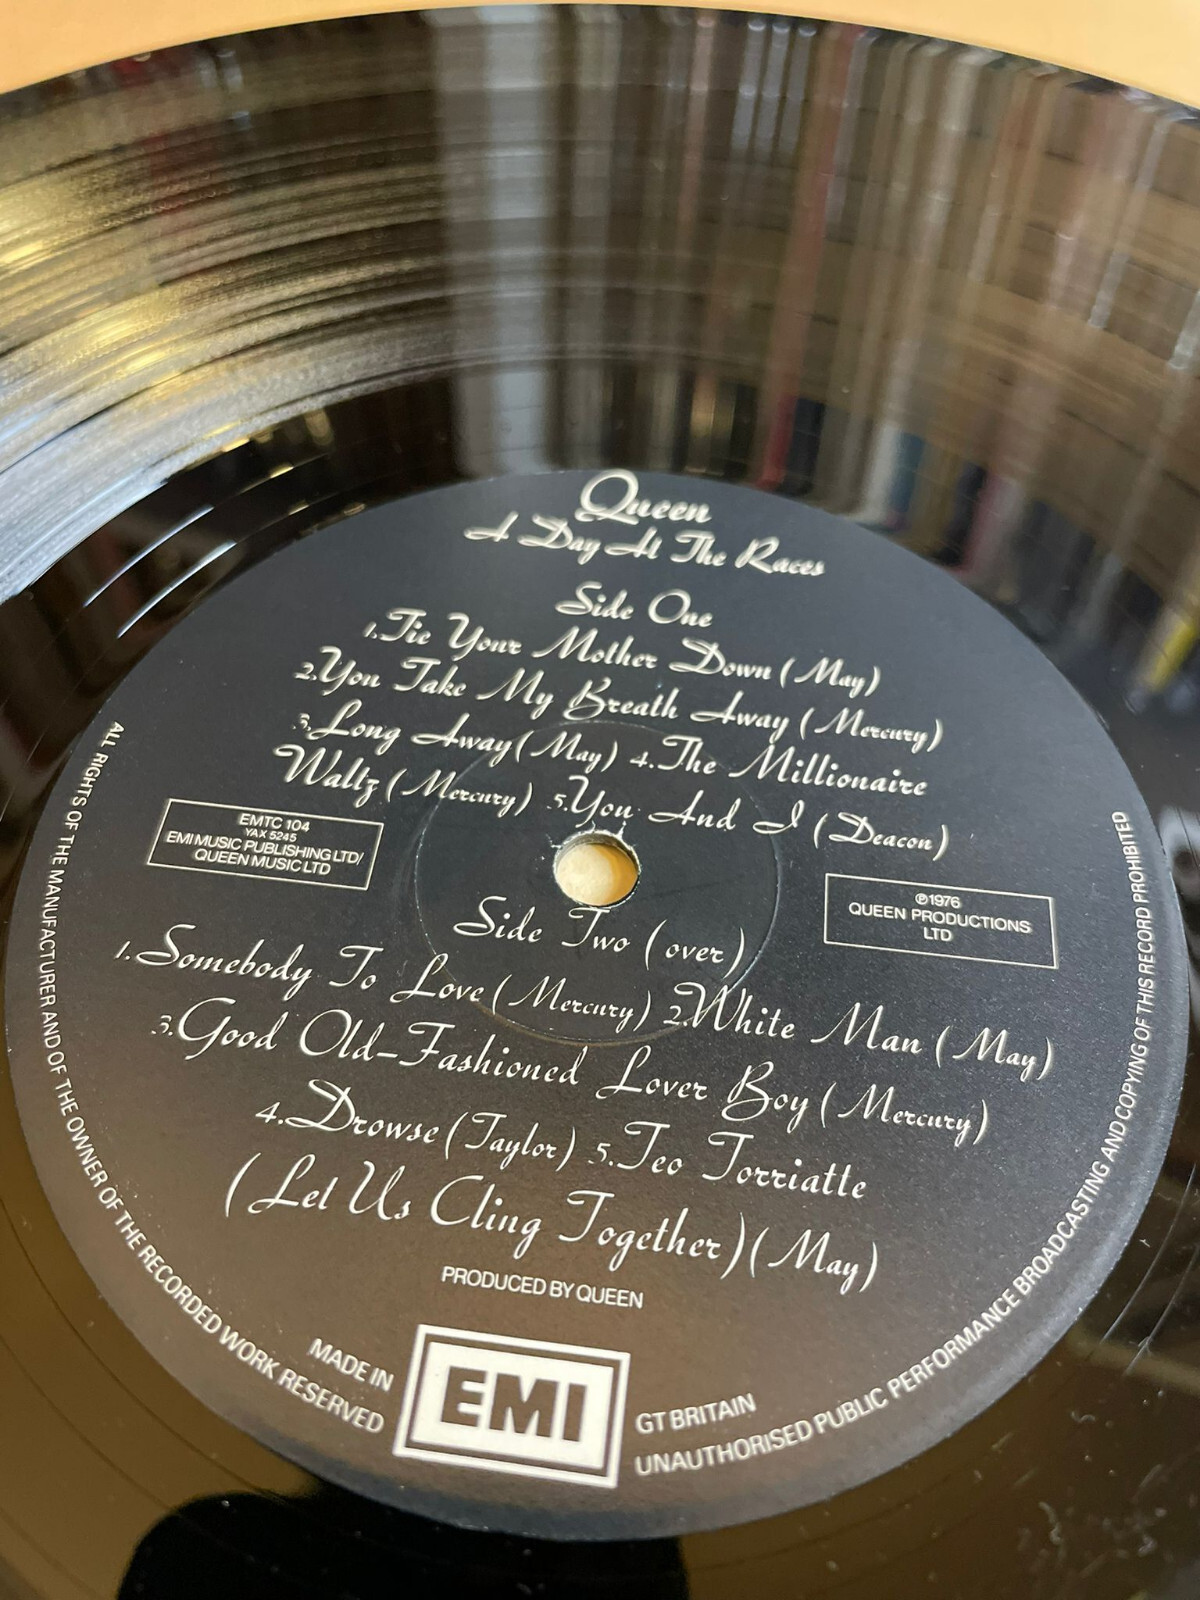 Queen
A Day At The Races
Side One
1.Tie Your Mother Down (May)
2.You Take My Breath Away (Mercury)
3.Long Away (May) 4.The Millionaire
Waltz (Mercury) 5.You And I (Deacon)
EMTC 104
YAX 5245
EMI MUSIC PUBLISHING LTD/
QUEEN MUSIC LTD
℗1976
QUEEN PRODUCTIONS
LTD
Side Two (over)
1.Somebody To Love (Mercury) 2.White Man (May)
3.Good Old-Fashioned Lover Boy (Mercury)
4.Drowse (Taylor) 5.Teo Torriatte
(Let Us Cling Together) (May)
PRODUCED BY QUEEN
MADE IN
EMI
GT BRITAIN
ALL RIGHTS OF THE MANUFACTURER AND OF THE OWNER OF THE RECORDED WORK RESERVED
UNAUTHORISED PUBLIC PERFORMANCE BROADCASTING AND COPYING OF THIS RECORD PROHIBITED